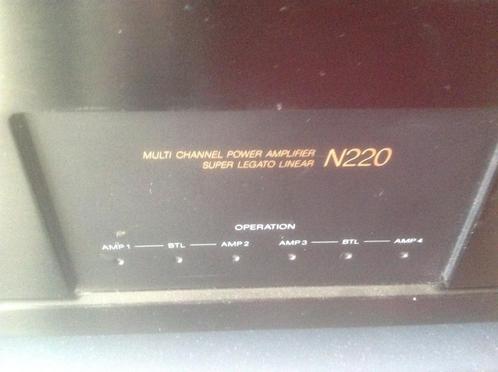 MULTI CHANNEL POWER AMPLIFIER
SUPER LEGATO LINEAR N220
OPERATION
AMP 1 BTL AMP 2 AMP 3 BTL AMP 4